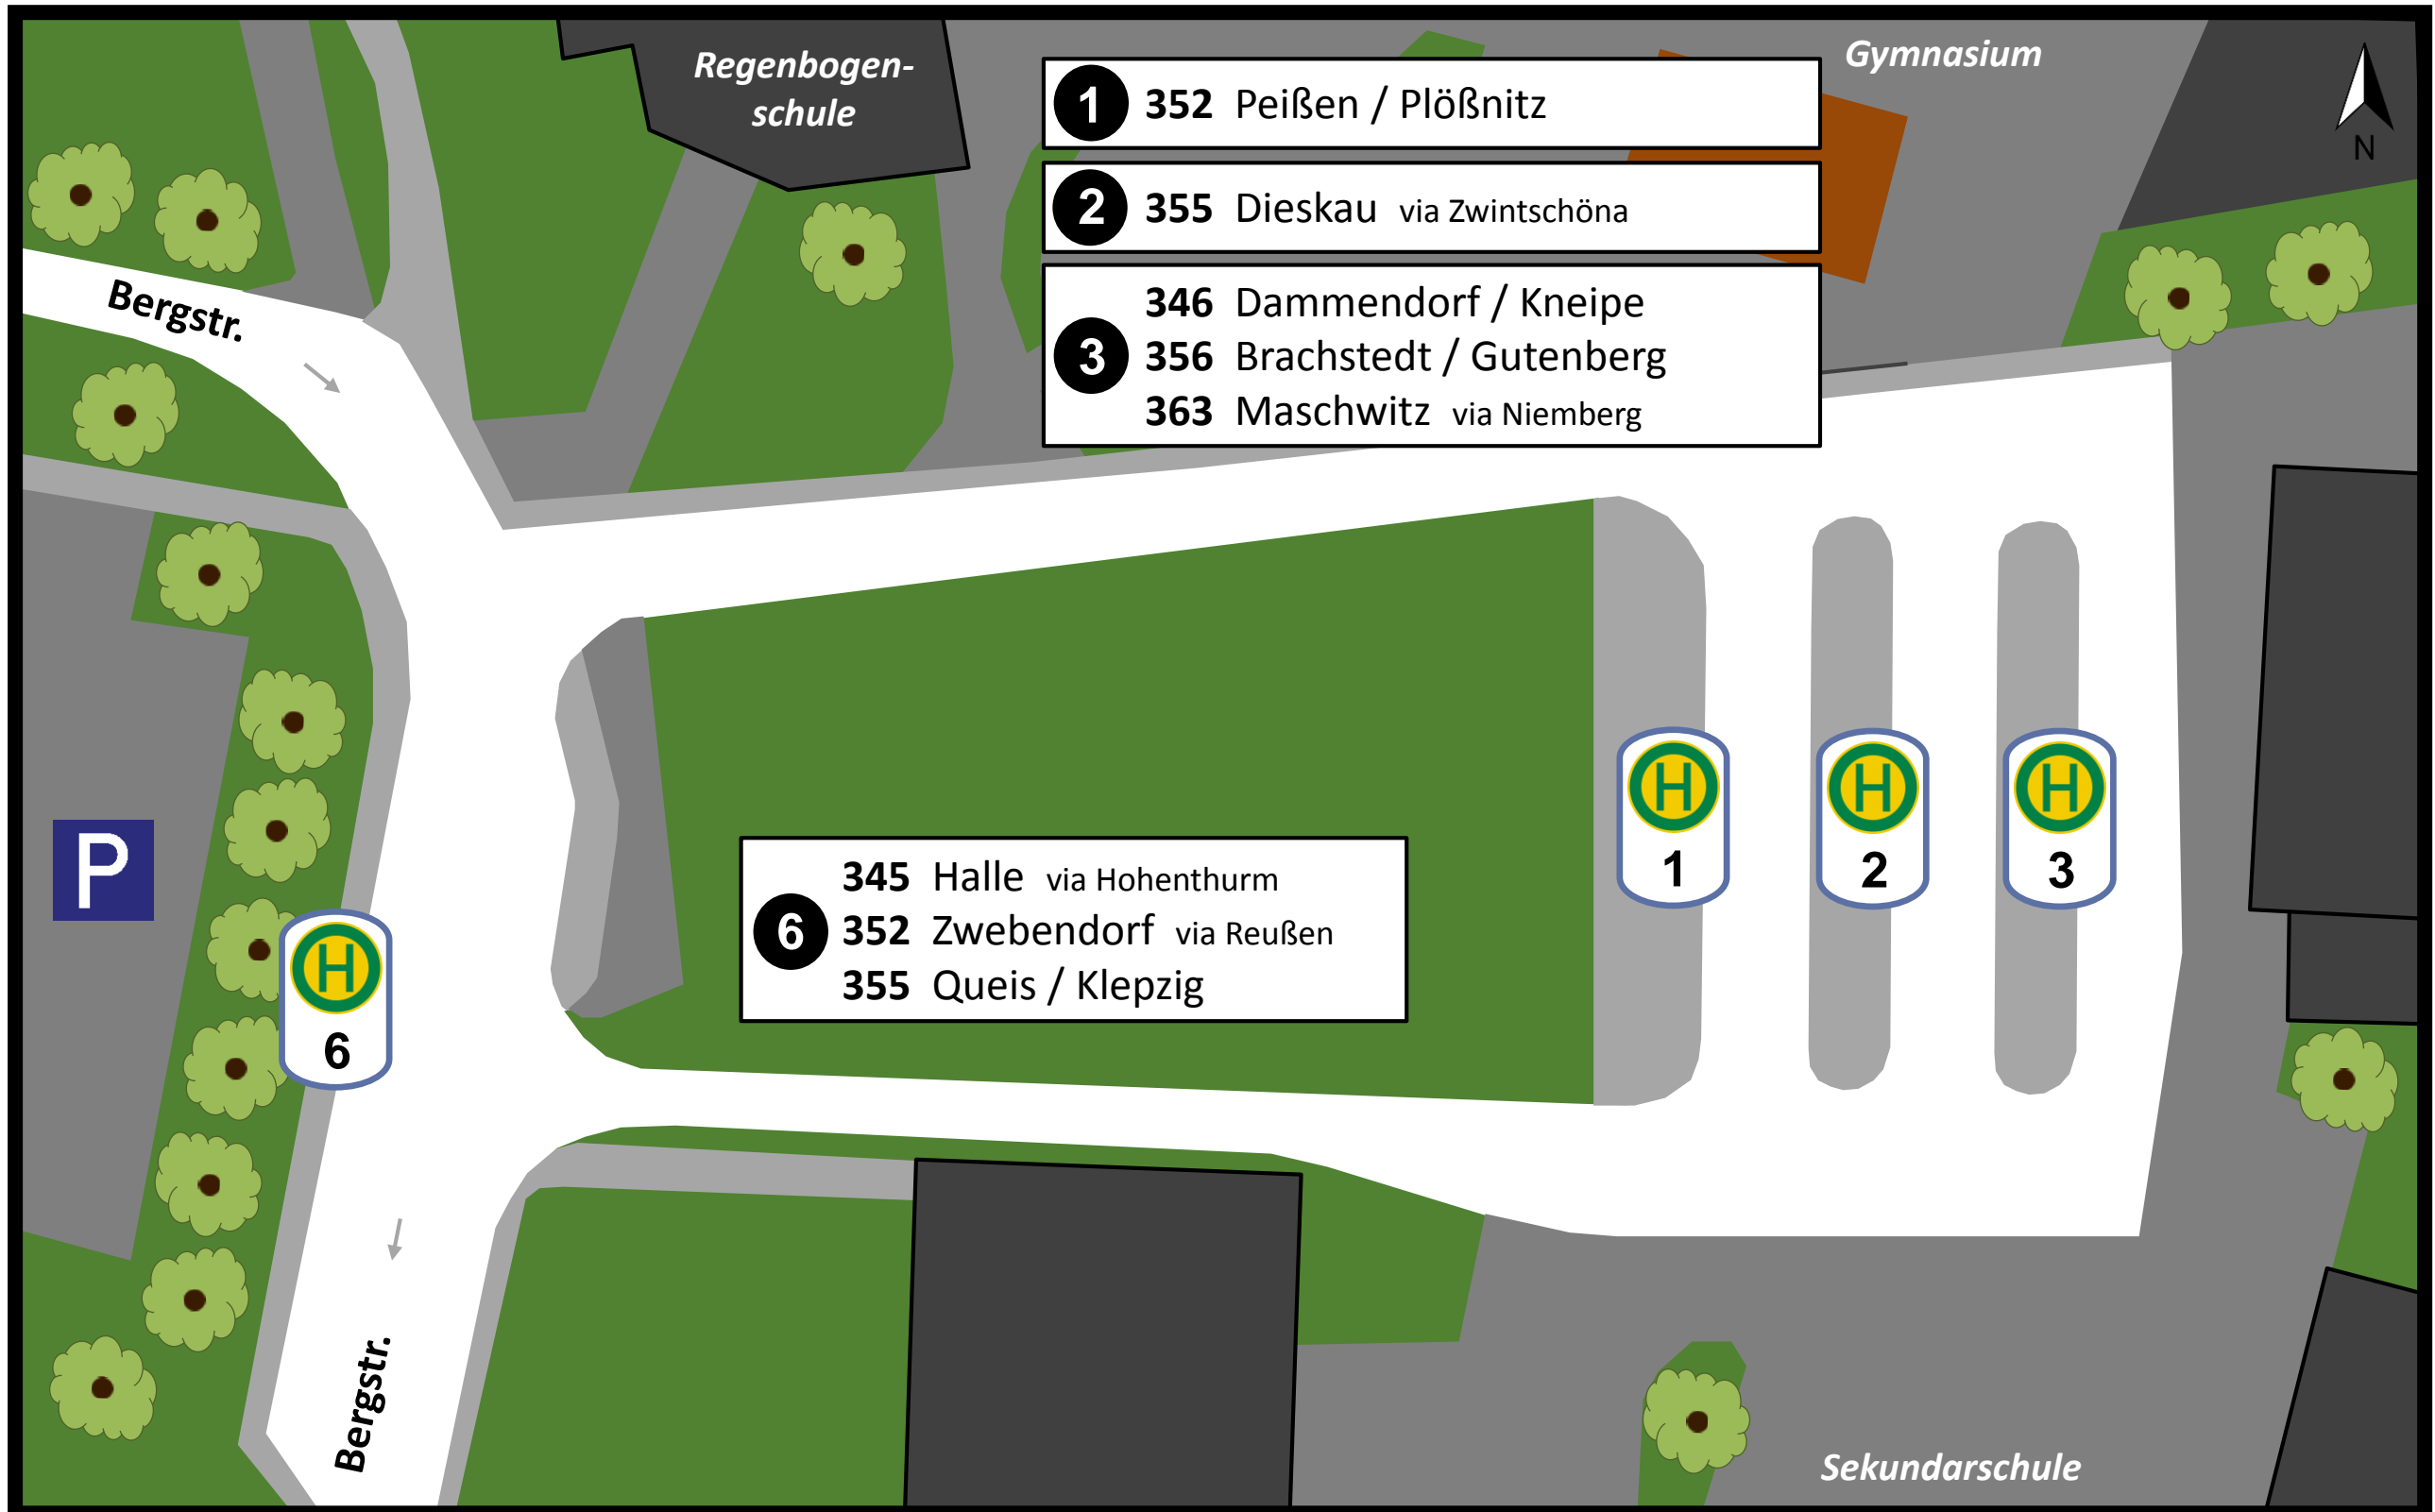 Regenbogen-
schule
Gymnasium
N
1 352 Peißen / Plößnitz
2 355 Dieskau via Zwintschöna
3
346 Dammendorf / Kneipe
356 Brachstedt / Gutenberg
363 Maschwitz via Niemberg
Bergstr.
H
1
H
2
H
3
P
6
345 Halle via Hohenthurm
352 Zwebendorf via Reußen
355 Queis / Klepzig
H
6
Bergstr.
Sekundarschule